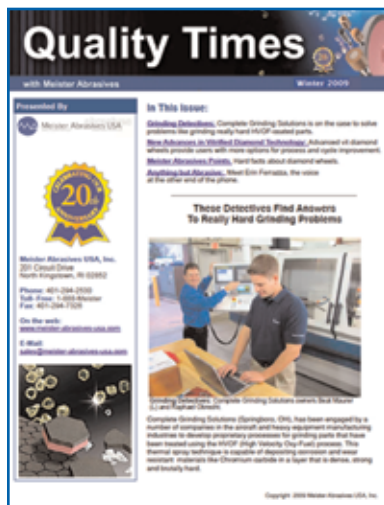 Quality Times
with Meister Abrasives
Winter 2009
Presented By
Meister Abrasives USA
CELEBRATING OUR
20th
ANNIVERSARY
Meister Abrasives USA, Inc.
201 Circuit Drive
North Kingstown, RI 02852
Phone:
Toll- Free: 1-888-Meister
Fax:
On the web:
www.meister-abrasives-usa.com
E-Mail:
sales@meister-abrasives-usa.com
In This Issue:
Grinding Detectives: Complete Grinding Solutions is on the case to solve
problems like grinding really hard HVOF-coated parts.
New Advances in Vitrified Diamond Technology: Advanced vit diamond
wheels provide users with more options for process and cycle improvement.
Meister Abrasives Points. Hard facts about diamond wheels.
Anything but Abrasive: Meet Erin Ferrazza, the voice
at the other end of the phone.
These Detectives Find Answers
To Really Hard Grinding Problems
Grinding Detectives: Complete Grinding Solutions owners Beat Maurer
(L) and Raphael
Complete Grinding Solutions (Springboro, OH), has been engaged by a
number of companies in the aircraft and heavy equipment manufacturing
industries to develop proprietary processes for grinding parts that have
been treated using the HVOF (High Velocity Oxy-Fuel) process. This
thermal spray technique is capable of depositing corrosion and wear
resistant materials like Chromium carbide in a layer that is dense, strong
and brutally hard.
Copyright 2009 Meister Abrasives USA, Inc.